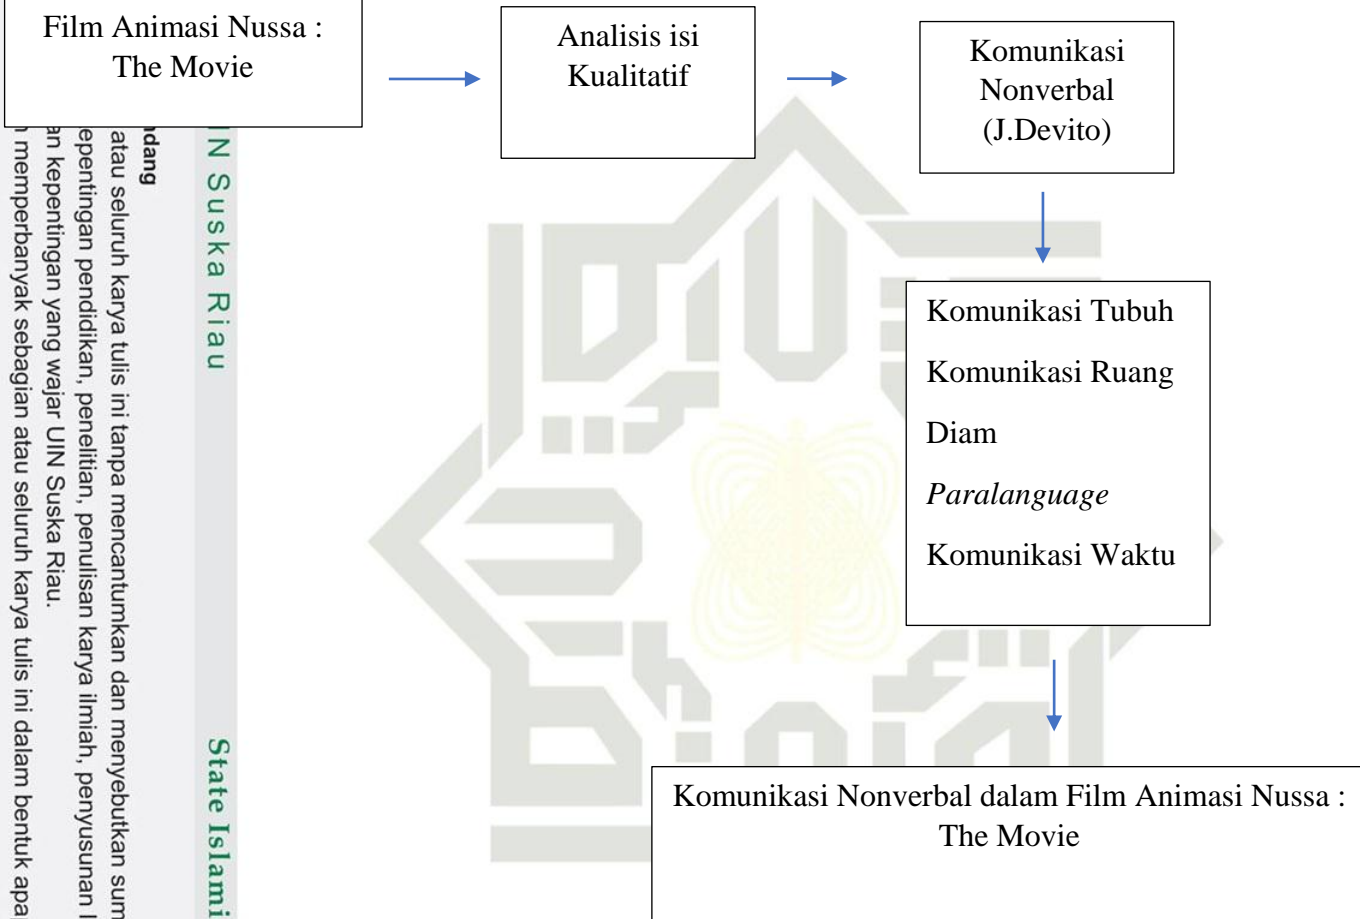 Film Animasi Nussa :
The Movie
Analisis isi
Kualitatif
Komunikasi
Nonverbal
(J.Devito)
Komunikasi Tubuh
Komunikasi Ruang
Diam
Paralanguage
Komunikasi Waktu
Komunikasi Nonverbal dalam Film Animasi Nussa :
The Movie
IN Suska Riau
State Islami
ndang
atau seluruh karya tulis ini tanpa mencantumkan dan menyebutkan sum
epentingan pendidikan, penelitian, penulisan karya ilmiah, penyusunan l
an kepentingan yang wajar UIN Suska Riau.
n memperbanyak sebagian atau seluruh karya tulis ini dalam bentuk apa